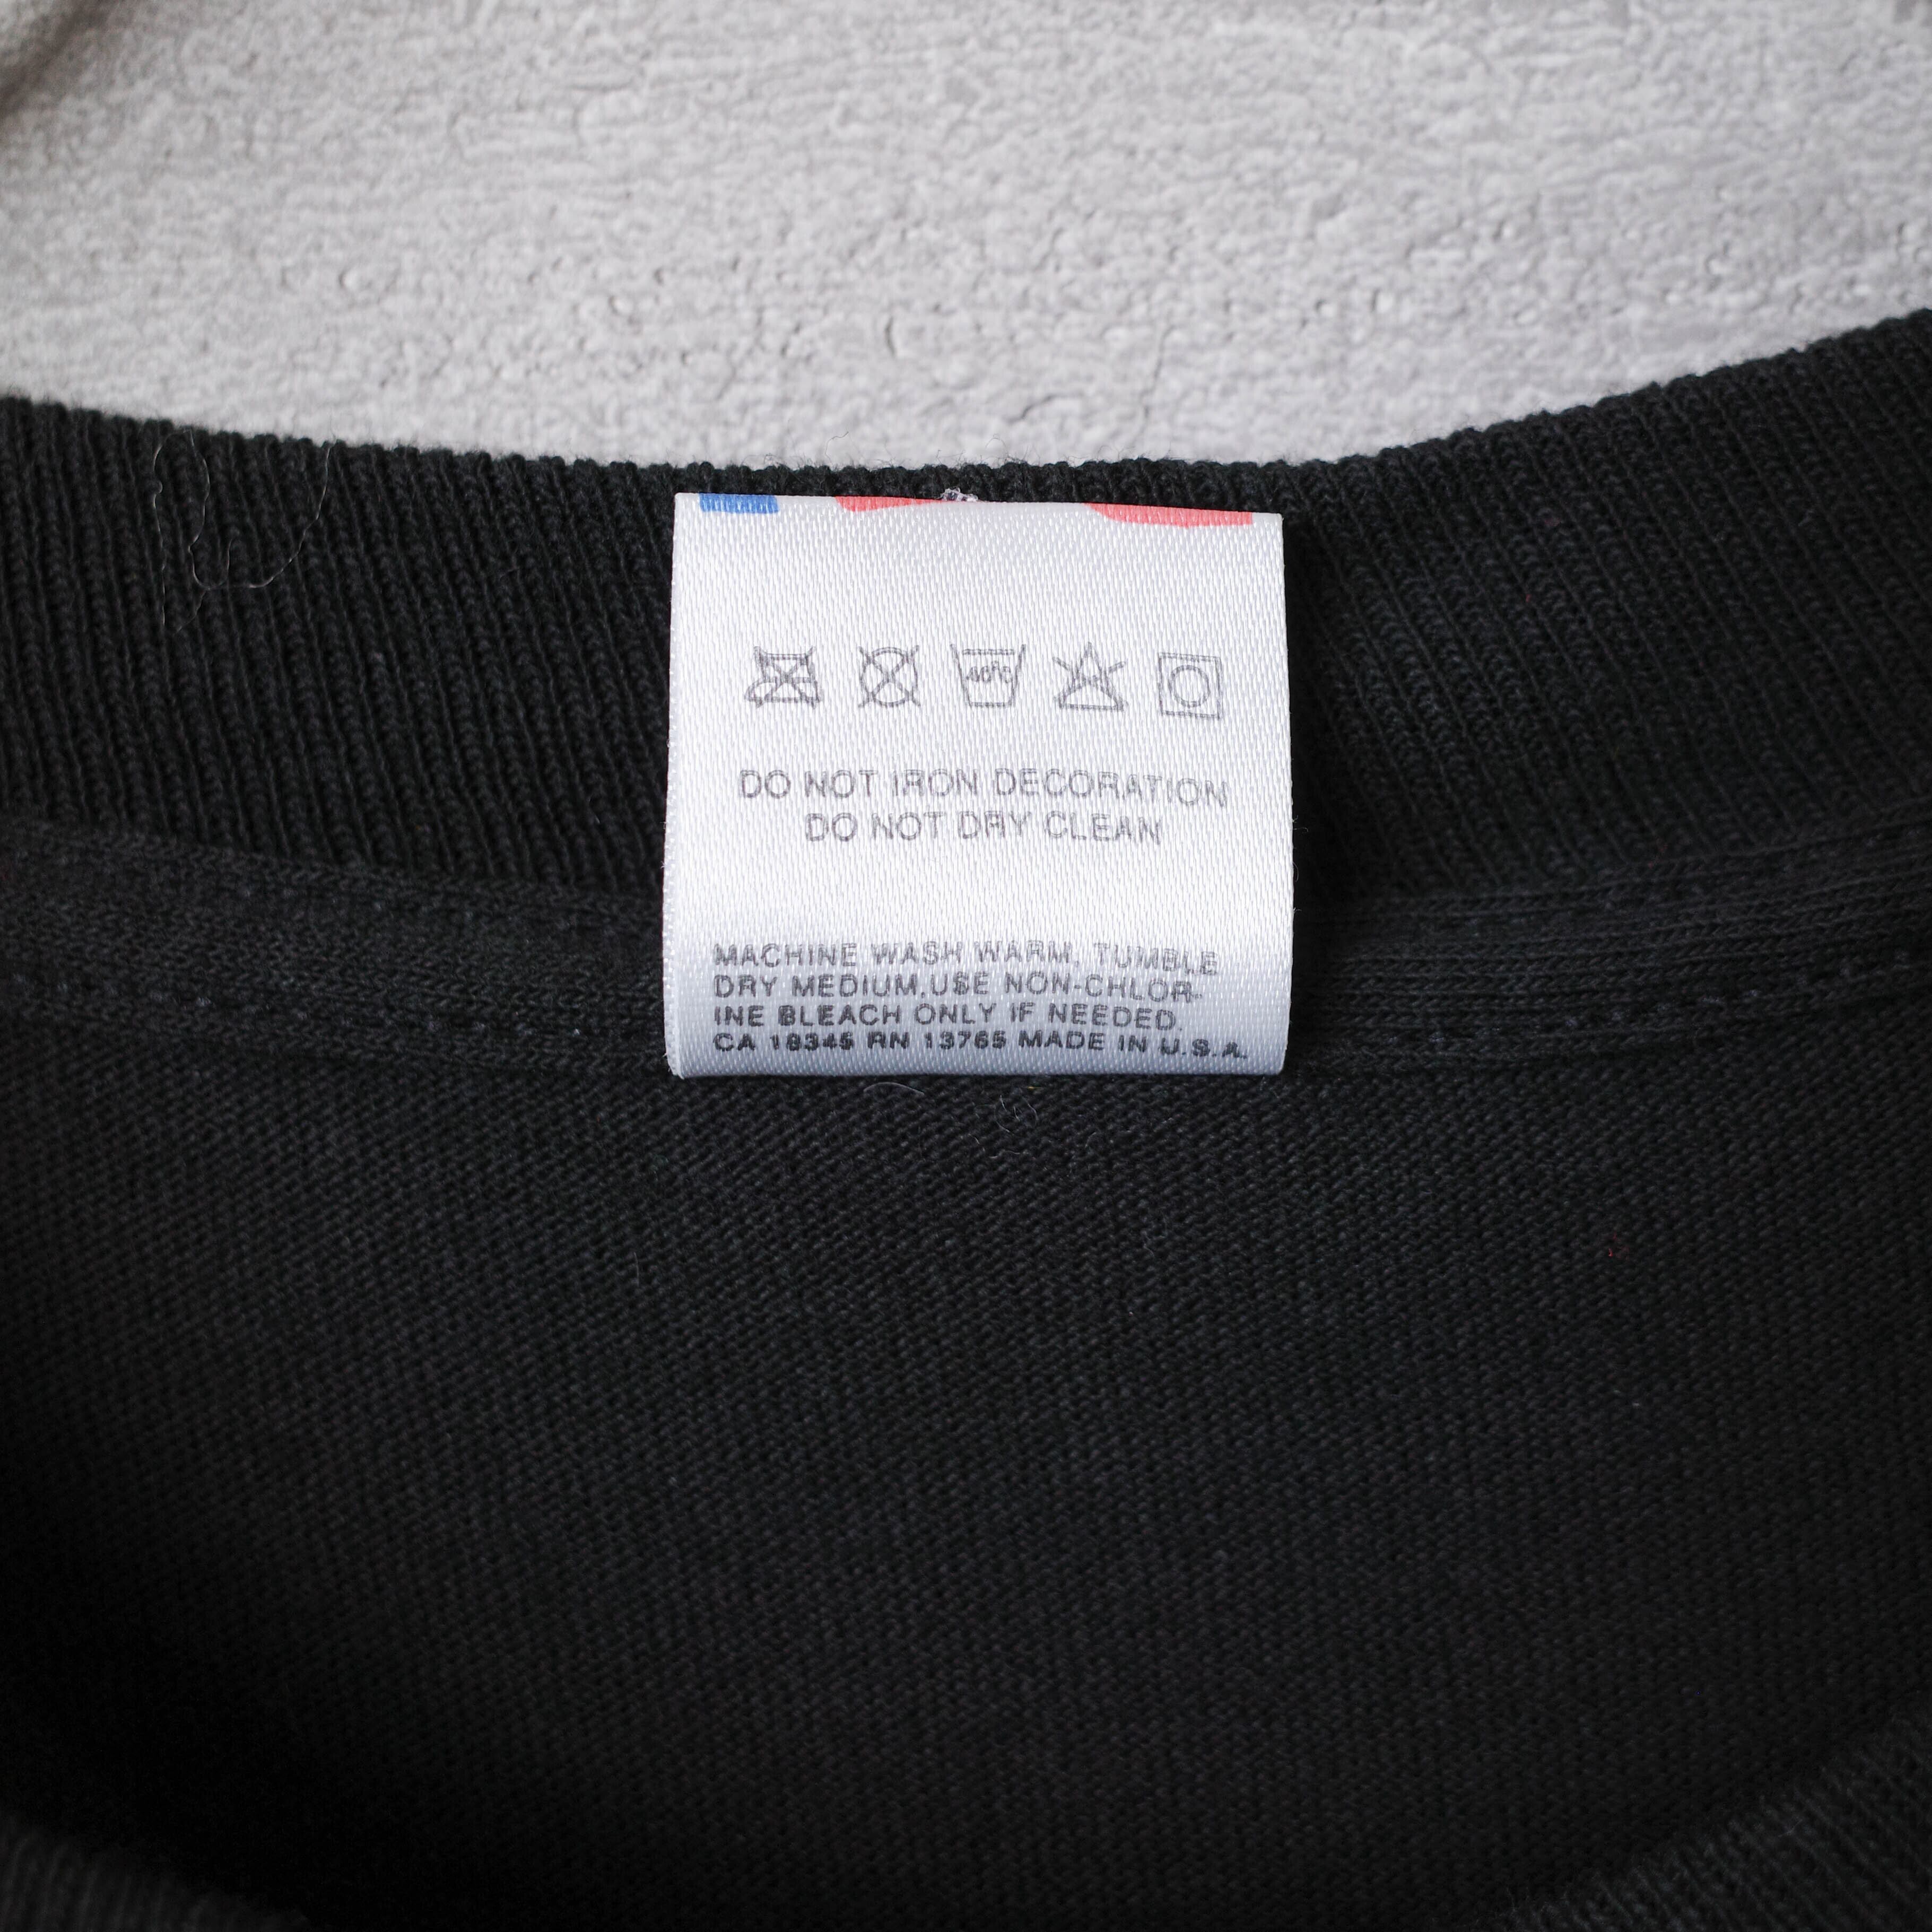 40°C
DO NOT IRON DECORATION
DO NOT DRY CLEAN
MACHINE WASH WARM, TUMBLE
DRY MEDIUM,USE NON-CHLOR-
INE BLEACH ONLY IF NEEDED.
CA 18345 RN 13765 MADE IN U.S.A.